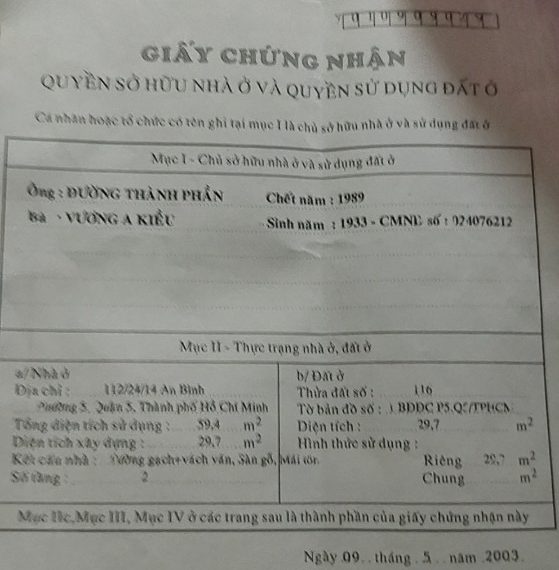 GIẤY CHỨNG NHẬN
QUYỀN SỞ HỮU NHÀ Ở VÀ QUYỀN SỬ DỤNG ĐẤT Ở
Cá nhân hoặc tổ chức có tên ghi tại mục I là chủ sở hữu nhà ở và sử dụng đất ở
Mục I - Chủ sở hữu nhà ở và sử dụng đất ở
Ông : ĐƯỜNG THÀNH PHẤN Chết năm : 1989
Bà : VƯƠNG A KIỀU Sinh năm : 1933 - CMND số : 024076212
Mục II - Thực trạng nhà ở, đất ở
a/ Nhà ở
Địa chỉ : 112/24/14 An Bình
Phường 5, Quận 5, Thành phố Hồ Chí Minh
Tổng diện tích sử dụng : 59,4 m²
Diện tích xây dựng : 29,7 m²
Kết cấu nhà : Tường gạch+vách ván, Sàn gỗ, Mái tôn
Số tầng : 2
b/ Đất ở
Thửa đất số : 116
Tờ bản đồ số : 1 BDDC P5.Q5/TPHCM
Diện tích : 29,7 m²
Hình thức sử dụng :
Riêng 29,7 m²
Chung m²
Mục IIc, Mục III, Mục IV ở các trang sau là thành phần của giấy chứng nhận này
Ngày 09 . . tháng . 5 . . năm 2003.